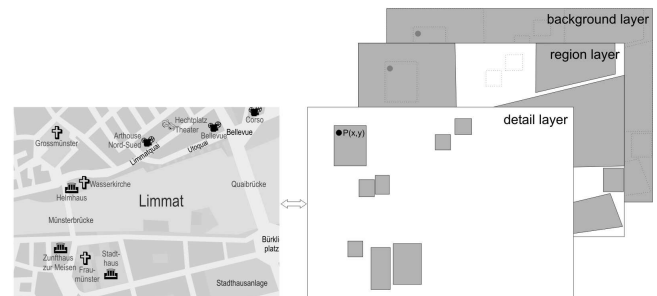 background layer
region layer
detail layer
P(x,y)
Corso
Hechtplatz
Theater
Bellevue
Bellevue
Arthouse
Nord-Sued
Grossmünster
Limmatquai
Utoquai
Wasserkirche
Helmhaus
Limmat
Quaibrücke
Münsterbrücke
Bürkli
platz
Zunfthaus
zur Meisen
Frau-
münster
Stadt-
haus
Stadthausanlage